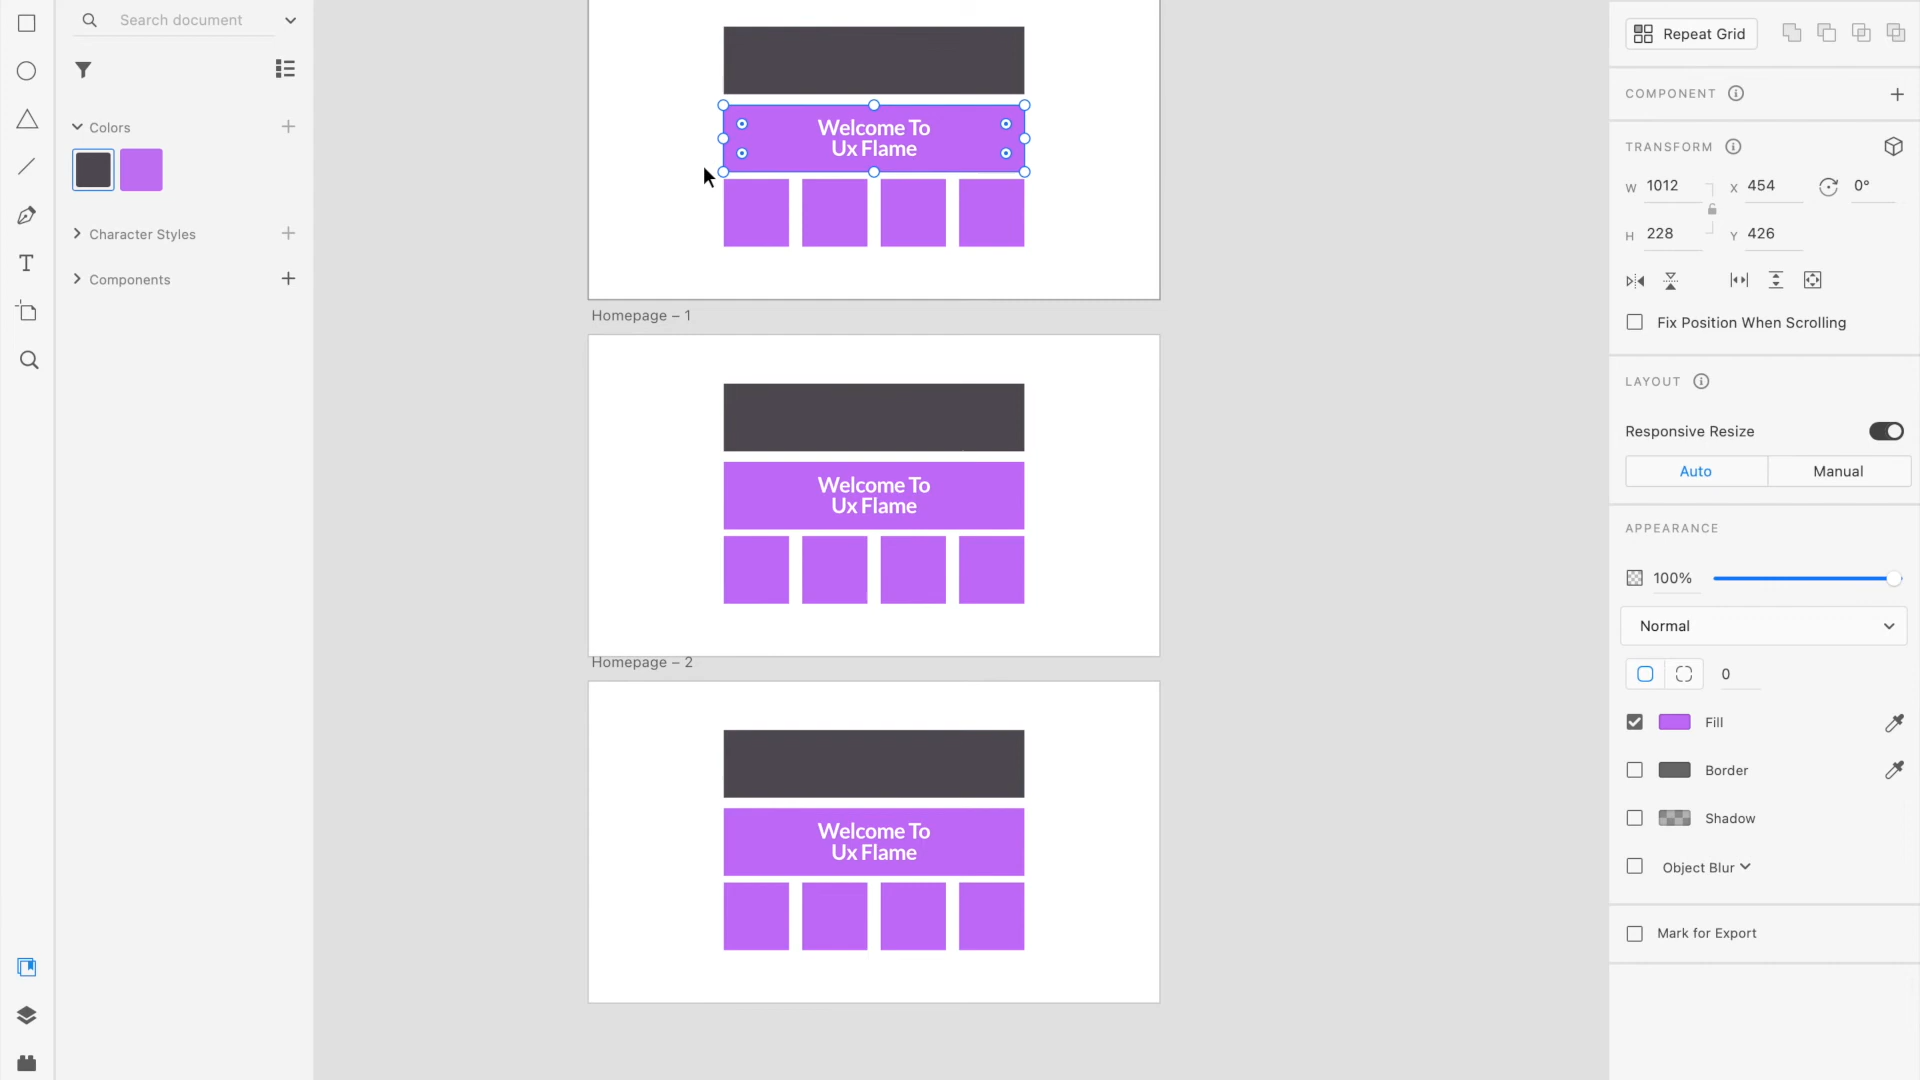 Search document
Colors
Character Styles
Components
Welcome To
Ux Flame
Homepage – 1
Welcome To
Ux Flame
Homepage – 2
Welcome To
Ux Flame
Repeat Grid
COMPONENT
TRANSFORM
W 1012 X 454 0°
H 228 Y 426
Fix Position When Scrolling
LAYOUT
Responsive Resize
Auto Manual
APPEARANCE
100%
Normal
0
Fill
Border
Shadow
Object Blur
Mark for Export